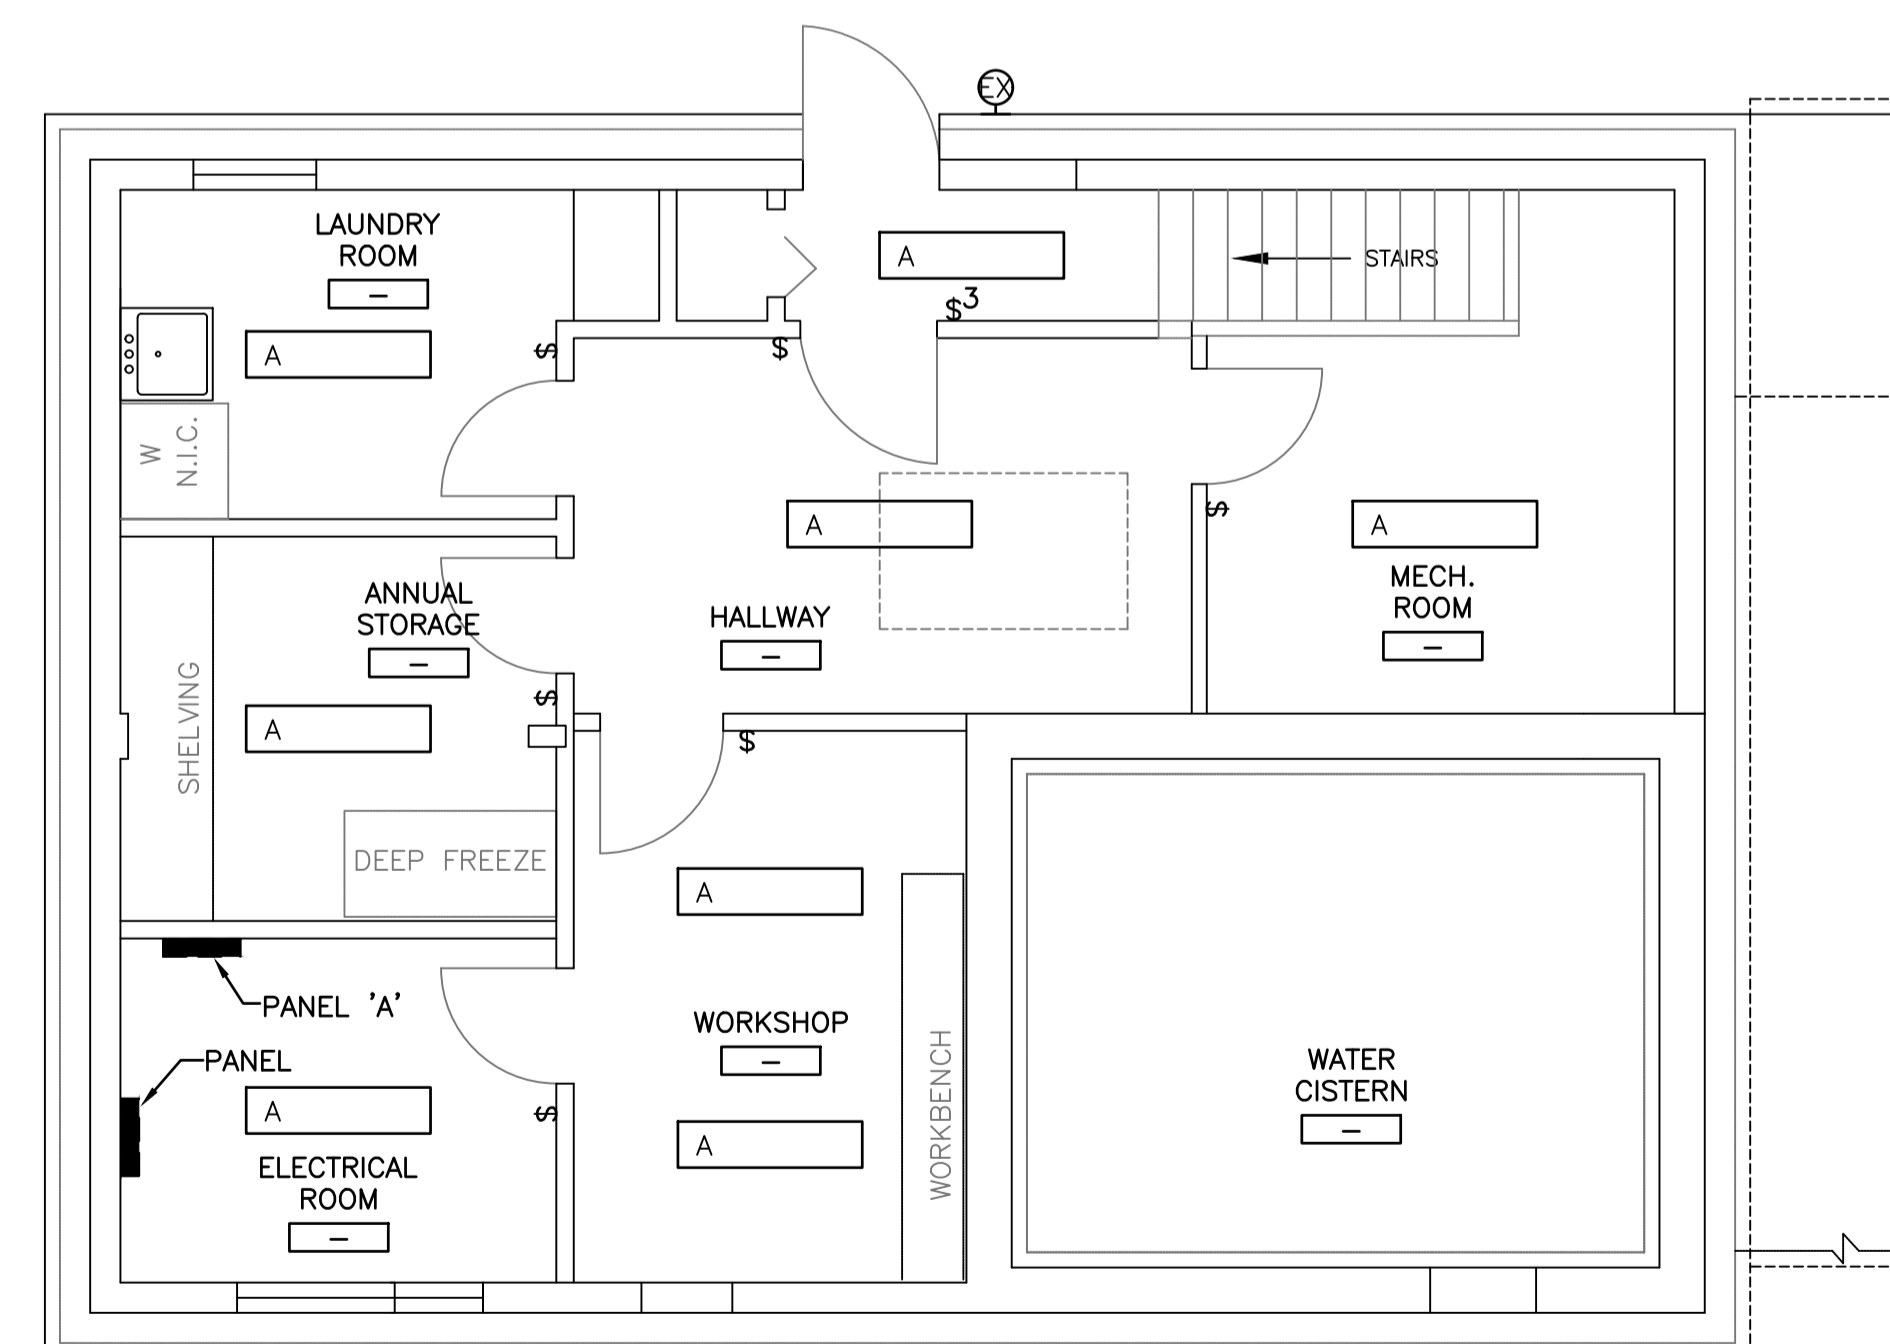 EX
LAUNDRY
ROOM
-
A
A
STAIRS
$3
$
$
W
N.I.C.
A
$
A
MECH.
ROOM
-
ANNUAL
STORAGE
-
HALLWAY
-
SHELVING
$
A
$
DEEP FREEZE
A
PANEL 'A'
WORKSHOP
-
PANEL
A
$
A
WORKBENCH
WATER
CISTERN
-
ELECTRICAL
ROOM
-